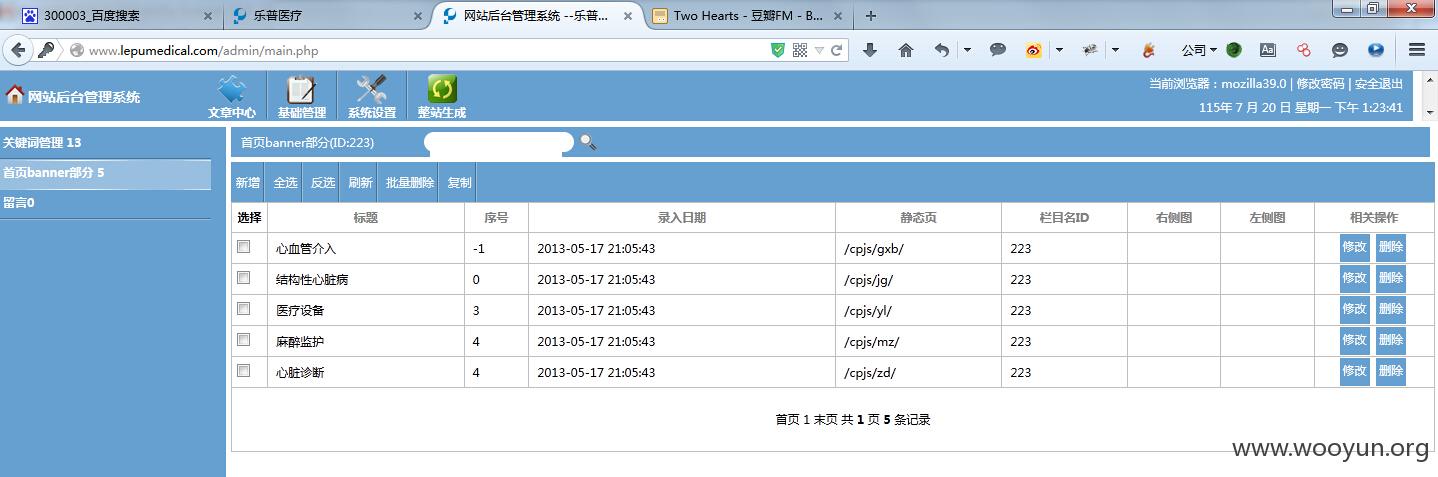 300003_百度搜索
乐普医疗
网站后台管理系统 --乐普...
Two Hearts - 豆瓣FM - B...
www.lepumedical.com/admin/main.php
公司
网站后台管理系统
文章中心
基础管理
系统设置
整站生成
当前浏览器：mozilla39.0 | 修改密码 | 安全退出
115年 7 月 20 日 星期一 下午 1:23:41
关键词管理 13
首页banner部分 5
留言0
首页banner部分(ID:223)
新增 全选 反选 刷新 批量删除 复制
选择 标题 序号 录入日期 静态页 栏目名ID 右侧图 左侧图 相关操作
心血管介入 -1 2013-05-17 21:05:43 /cpjs/gxb/ 223 修改 删除
结构性心脏病 0 2013-05-17 21:05:43 /cpjs/jg/ 223 修改 删除
医疗设备 3 2013-05-17 21:05:43 /cpjs/yl/ 223 修改 删除
麻醉监护 4 2013-05-17 21:05:43 /cpjs/mz/ 223 修改 删除
心脏诊断 4 2013-05-17 21:05:43 /cpjs/zd/ 223 修改 删除
首页 1 末页 共 1 页 5 条记录
www.wooyun.org